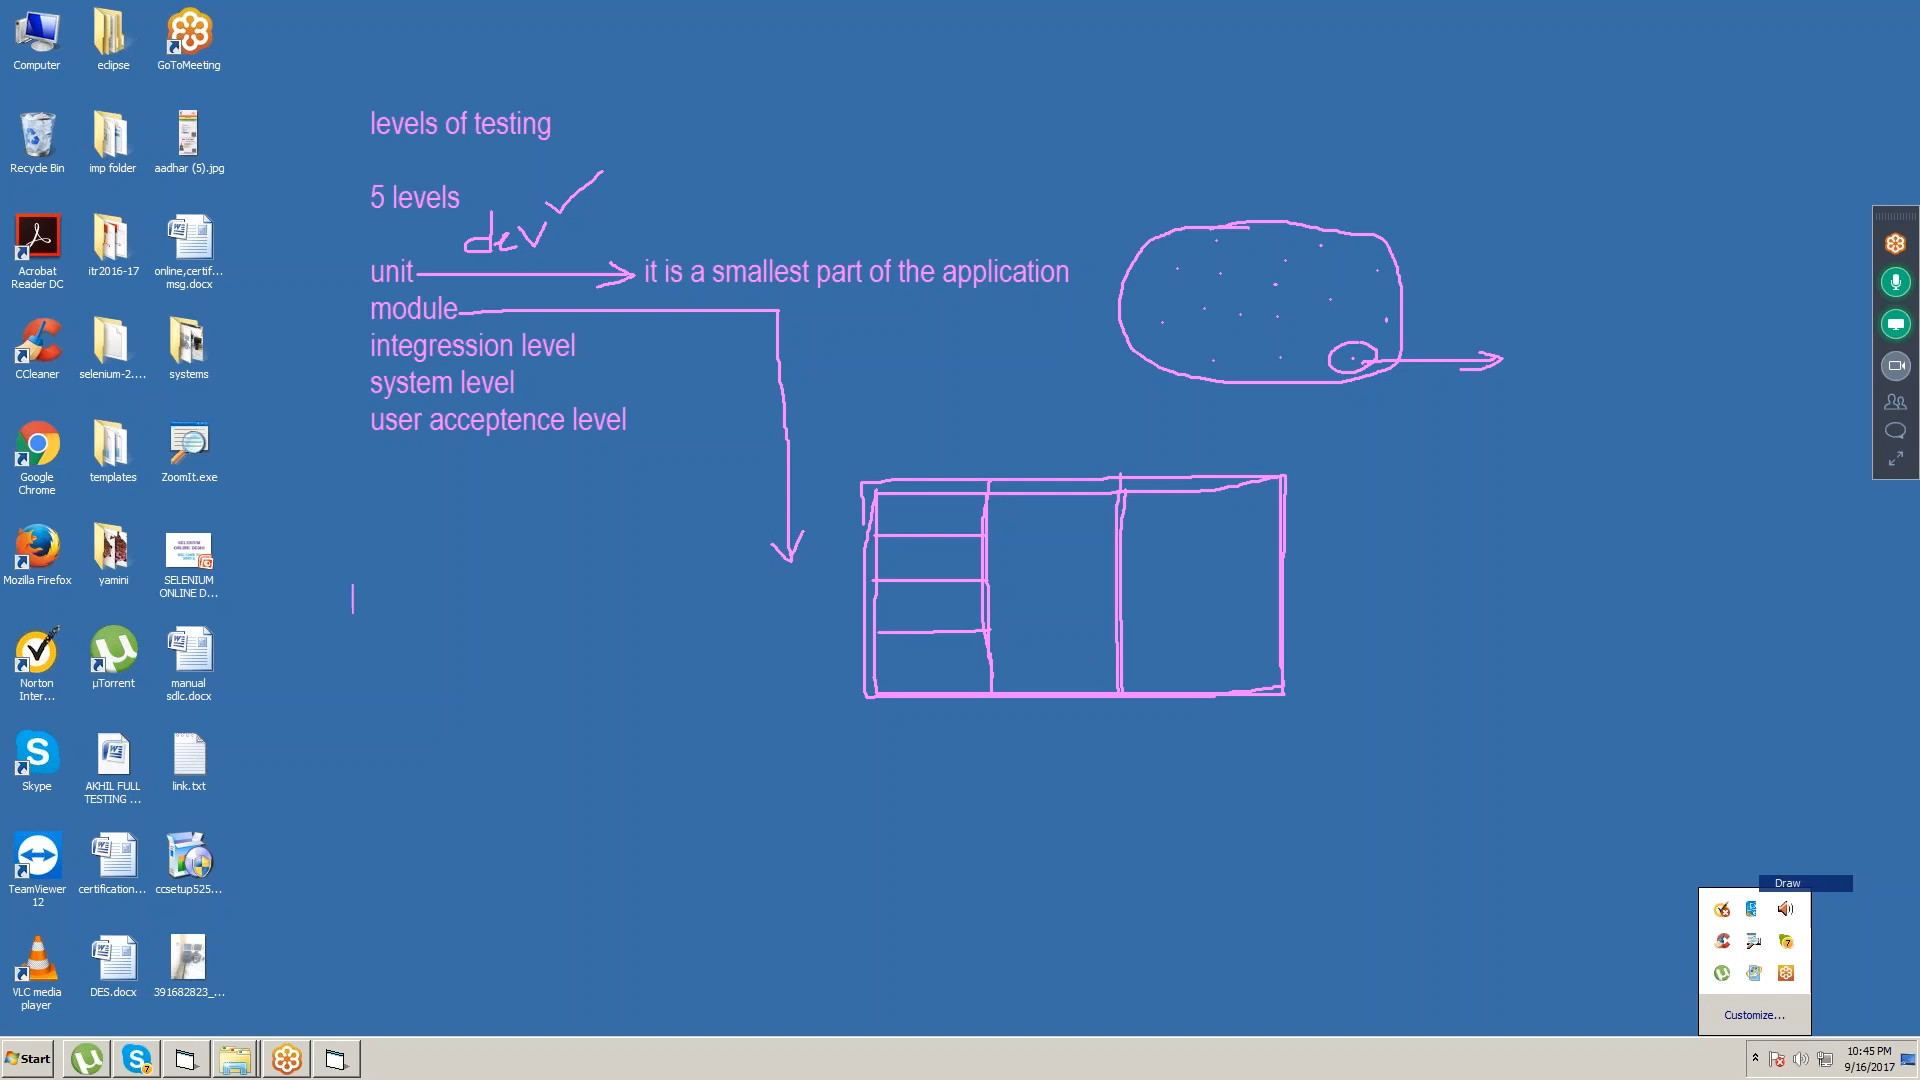 Computer
eclipse
GoToMeeting
Recycle Bin
imp folder
aadhar (5).jpg
Acrobat
Reader DC
itr2016-17
online,certif...
msg.docx
CCleaner
selenium-2....
systems
Google
Chrome
templates
ZoomIt.exe
Mozilla Firefox
yamini
SELENIUM
ONLINE D...
Norton
Inter...
µTorrent
manual
sdlc.docx
Skype
AKHIL FULL
TESTING ...
link.txt
TeamViewer
12
certification...
ccsetup525...
VLC media
player
DES.docx
391682823_...
levels of testing
5 levels
dev
unit it is a smallest part of the application
module
integression level
system level
user acceptence level
Draw
Customize...
Start
10:45 PM
9/16/2017